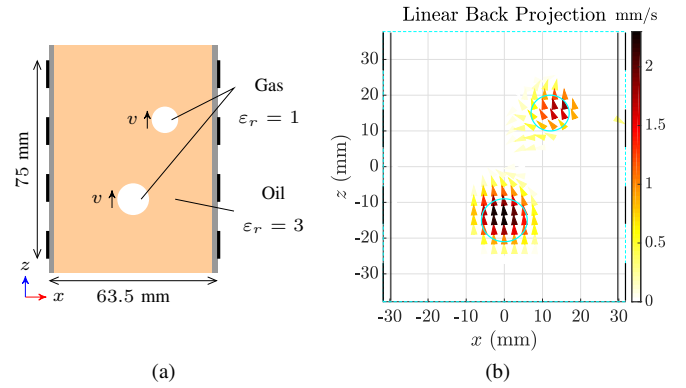 (a)
Gas
ε_r = 1
v
v
Oil
ε_r = 3
75 mm
z
x
63.5 mm
(b)
Linear Back Projection
mm/s
30
20
10
0
-10
-20
-30
z (mm)
-30
-20
-10
0
10
20
30
x (mm)
2
1.5
1
0.5
0
(a)
(b)